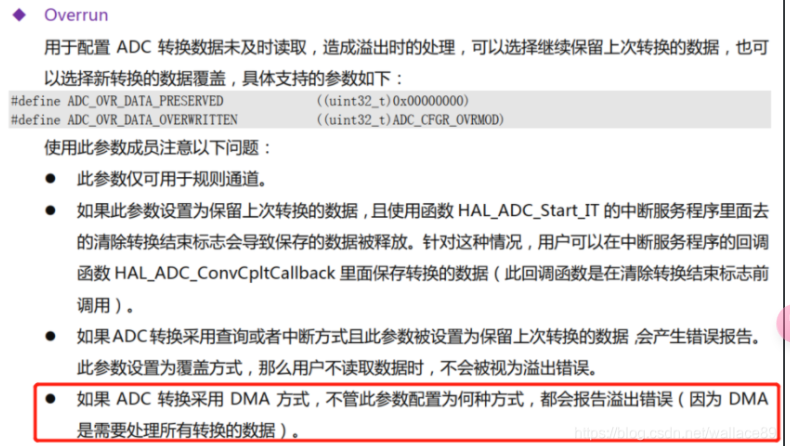 ◆ Overrun
用于配置 ADC 转换数据未及时读取，造成溢出时的处理，可以选择继续保留上次转换的数据，也可
以选择新转换的数据覆盖，具体支持的参数如下：
#define ADC_OVR_DATA_PRESERVED ((uint32_t)0x00000000)
#define ADC_OVR_DATA_OVERWRITTEN ((uint32_t)ADC_CFGR_OVRMOD)
使用此参数成员注意以下问题：
● 此参数仅可用于规则通道。
● 如果此参数设置为保留上次转换的数据，且使用函数 HAL_ADC_Start_IT 的中断服务程序里面去
的清除转换结束标志会导致保存的数据被释放。针对这种情况，用户可以在中断服务程序的回调
函数 HAL_ADC_ConvCpltCallback 里面保存转换的数据（此回调函数是在清除转换结束标志前
调用）。
● 如果ADC转换采用查询或者中断方式且此参数被设置为保留上次转换的数据，会产生错误报告。
此参数设置为覆盖方式，那么用户不读取数据时，不会被视为溢出错误。
● 如果 ADC 转换采用 DMA 方式，不管此参数配置为何种方式，都会报告溢出错误（因为 DMA
是需要处理所有转换的数据）。
https://blog.csdn.net/wallace89